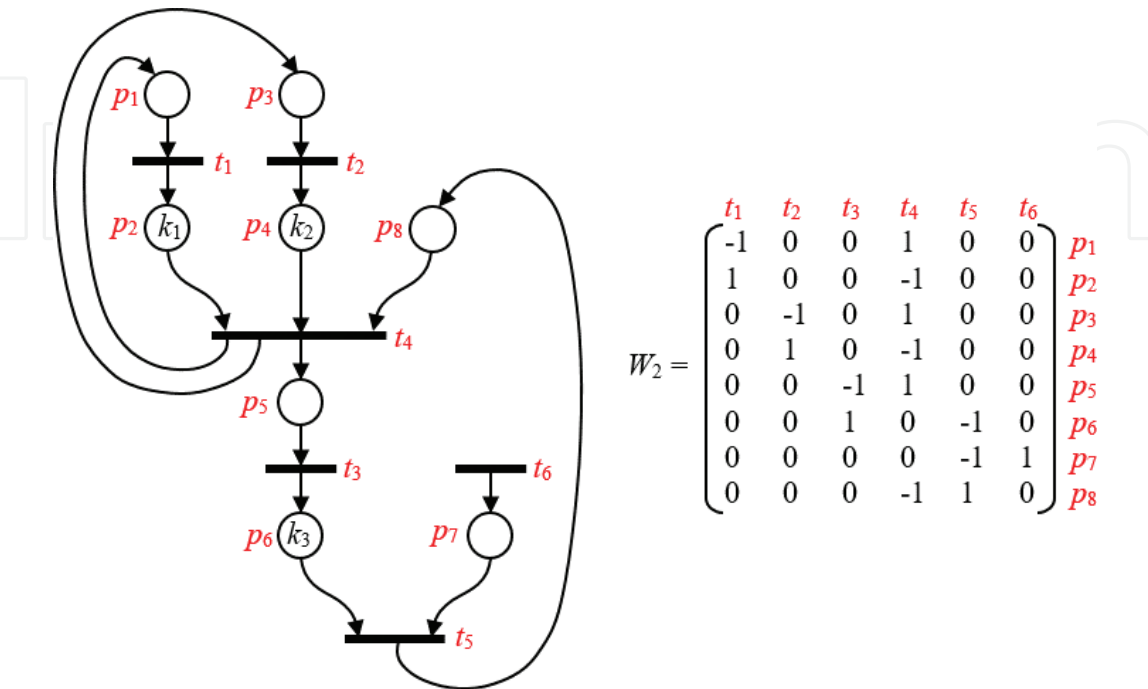 p1 p3
t1 t2
p2 k1 p4 k2 p8
t4
p5
t3 t6
p6 k3 p7
t5
t1 t2 t3 t4 t5 t6
-1 0 0 1 0 0 p1
1 0 0 -1 0 0 p2
0 -1 0 1 0 0 p3
0 1 0 -1 0 0 p4
W2 =
0 0 -1 1 0 0 p5
0 0 1 0 -1 0 p6
0 0 0 0 -1 1 p7
0 0 0 -1 1 0 p8